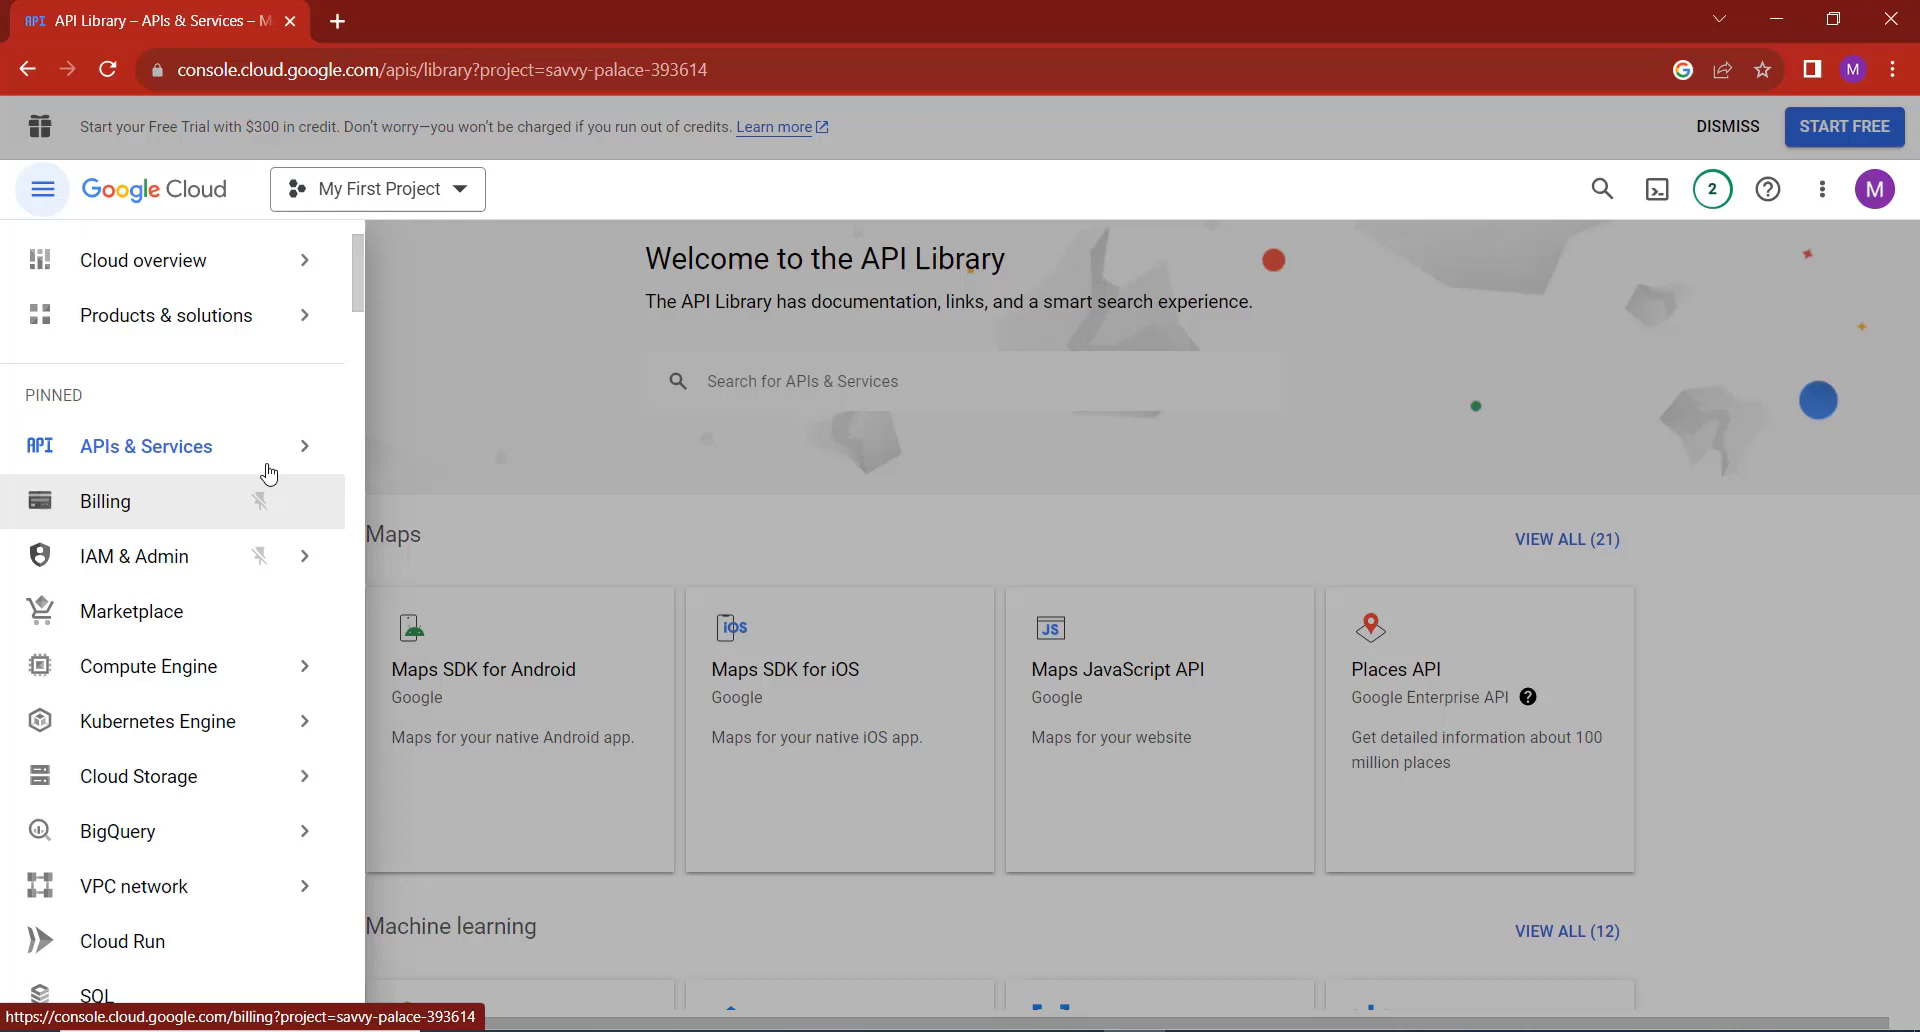 API API Library – APIs & Services – M
console.cloud.google.com/apis/library?project=savvy-palace-393614
M
Start your Free Trial with $300 in credit. Don't worry—you won't be charged if you run out of credits. Learn more
DISMISS
START FREE
Google Cloud
My First Project
2
M
Cloud overview
Products & solutions
PINNED
API APIs & Services
Billing
IAM & Admin
Marketplace
Compute Engine
Kubernetes Engine
Cloud Storage
BigQuery
VPC network
Cloud Run
SQL
https://console.cloud.google.com/billing?project=savvy-palace-393614
Welcome to the API Library
The API Library has documentation, links, and a smart search experience.
Search for APIs & Services
Maps
VIEW ALL (21)
Maps SDK for Android
Google
Maps for your native Android app.
iOS
Maps SDK for iOS
Google
Maps for your native iOS app.
JS
Maps JavaScript API
Google
Maps for your website
Places API
Google Enterprise API
Get detailed information about 100
million places
Machine learning
VIEW ALL (12)